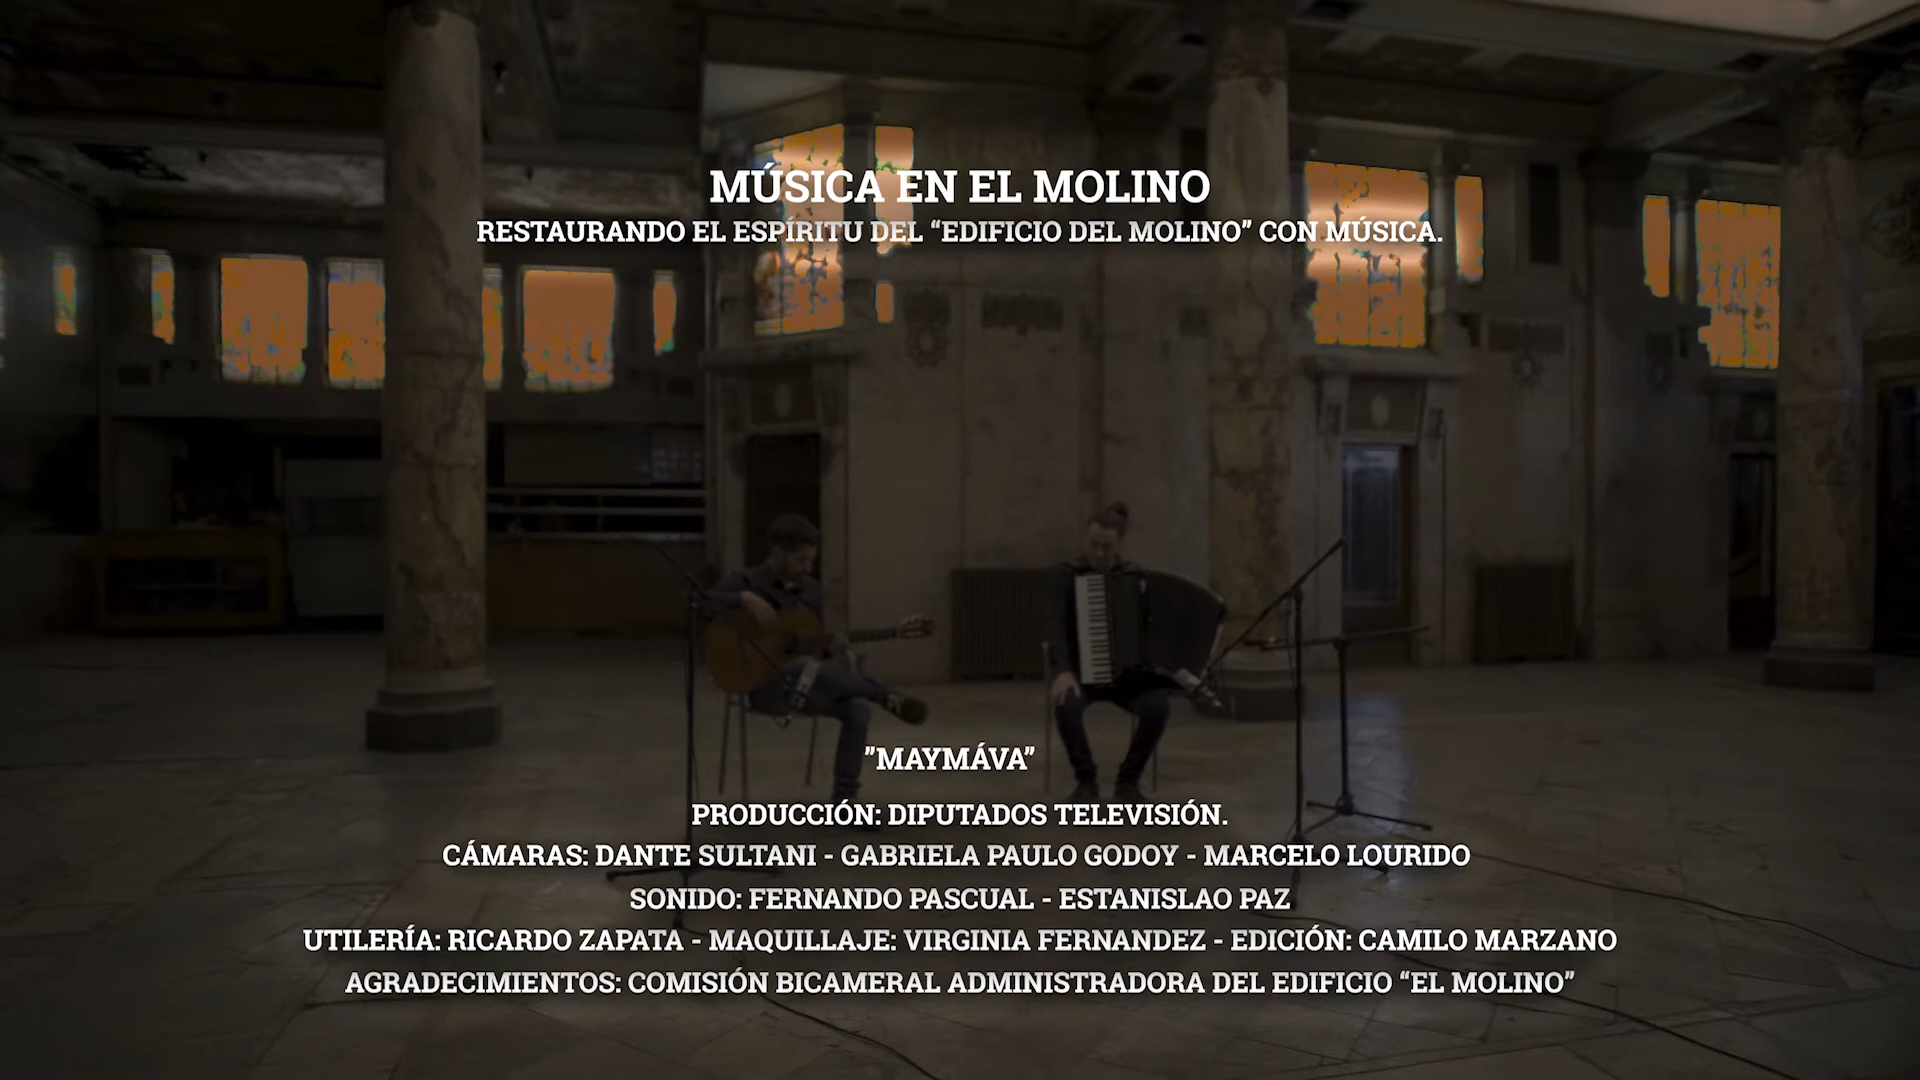 MÚSICA EN EL MOLINO
RESTAURANDO EL ESPÍRITU DEL “EDIFICIO DEL MOLINO” CON MÚSICA.
”MAYMÁVA”
PRODUCCIÓN: DIPUTADOS TELEVISIÓN.
CÁMARAS: DANTE SULTANI - GABRIELA PAULO GODOY - MARCELO LOURIDO
SONIDO: FERNANDO PASCUAL - ESTANISLAO PAZ
UTILERÍA: RICARDO ZAPATA - MAQUILLAJE: VIRGINIA FERNANDEZ - EDICIÓN: CAMILO MARZANO
AGRADECIMIENTOS: COMISIÓN BICAMERAL ADMINISTRADORA DEL EDIFICIO “EL MOLINO”